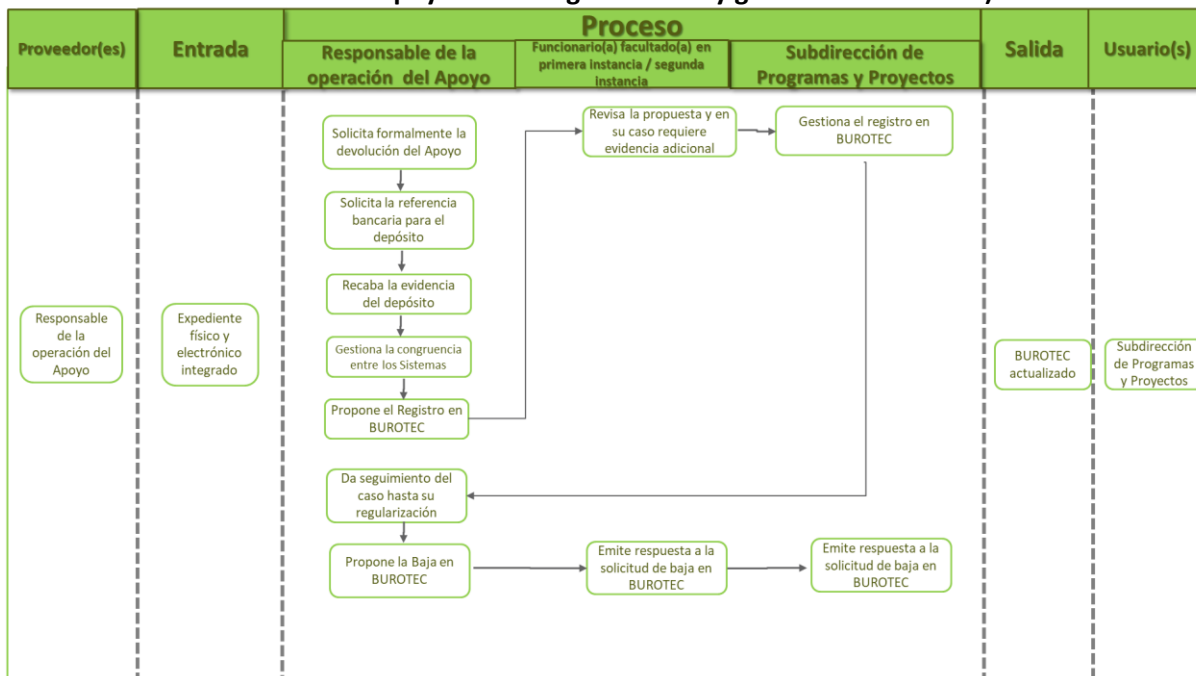 Proceso
Proveedor(es)
Entrada
Responsable de la
operación del Apoyo
Funcionario(a) facultado(a) en
primera instancia / segunda
instancia
Subdirección de
Programas y Proyectos
Salida
Usuario(s)
Solicita formalmente la
devolución del Apoyo
Revisa la propuesta y en
su caso requiere
evidencia adicional
Gestiona el registro en
BUROTEC
Solicita la referencia
bancaria para el
depósito
Recaba la evidencia
del depósito
Responsable
de la
operación del
Apoyo
Expediente
físico y
electrónico
integrado
Gestiona la congruencia
entre los Sistemas
BUROTEC
actualizado
Subdirección
de Programas
y Proyectos
Propone el Registro en
BUROTEC
Da seguimiento del
caso hasta su
regularización
Propone la Baja en
BUROTEC
Emite respuesta a la
solicitud de baja en
BUROTEC
Emite respuesta a la
solicitud de baja en
BUROTEC